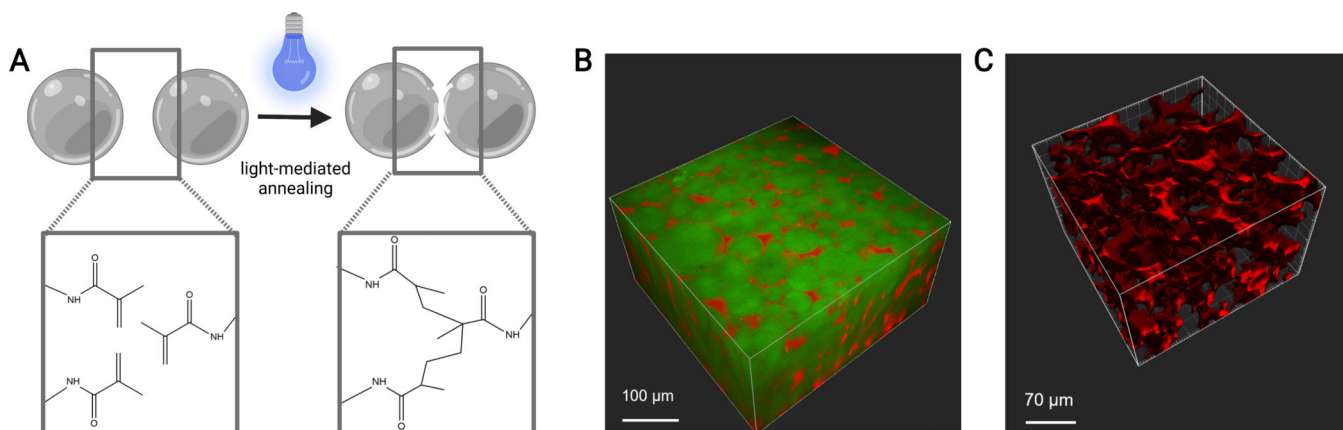 A
B
C
light-mediated
annealing
O
NH
O
NH
NH
O
O
NH
O
NH
NH
O
100 µm
70 µm